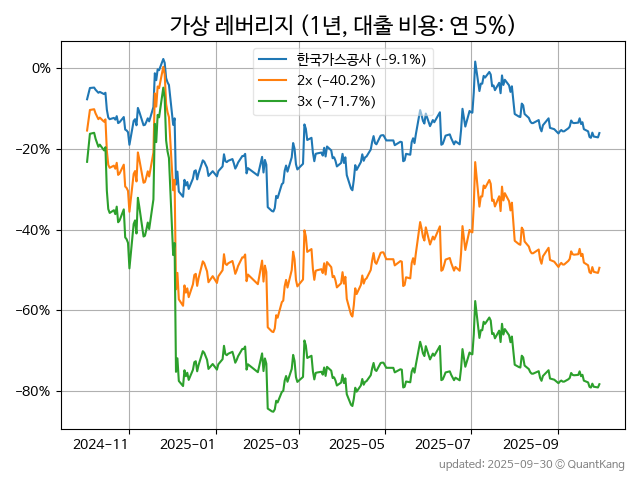 가상 레버리지 (1년, 대출 비용: 연 5%)
한국가스공사 (−9.1%)
2x (−40.2%)
3x (−71.7%)
0%
−20%
−40%
−60%
−80%
2024-11 2025-01 2025-03 2025-05 2025-07 2025-09
updated: 2025-09-30 © QuantKang